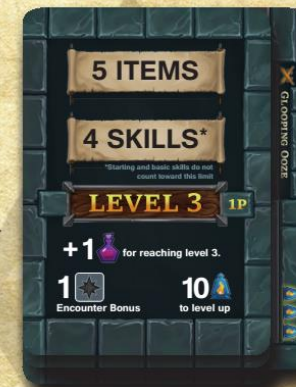 5 ITEMS
4 SKILLS*
*Starting and basic skills do not
count toward this limit
LEVEL 3 1P
+1 for reaching level 3.
1 10
Encounter Bonus to level up
GLOOPING OOZE